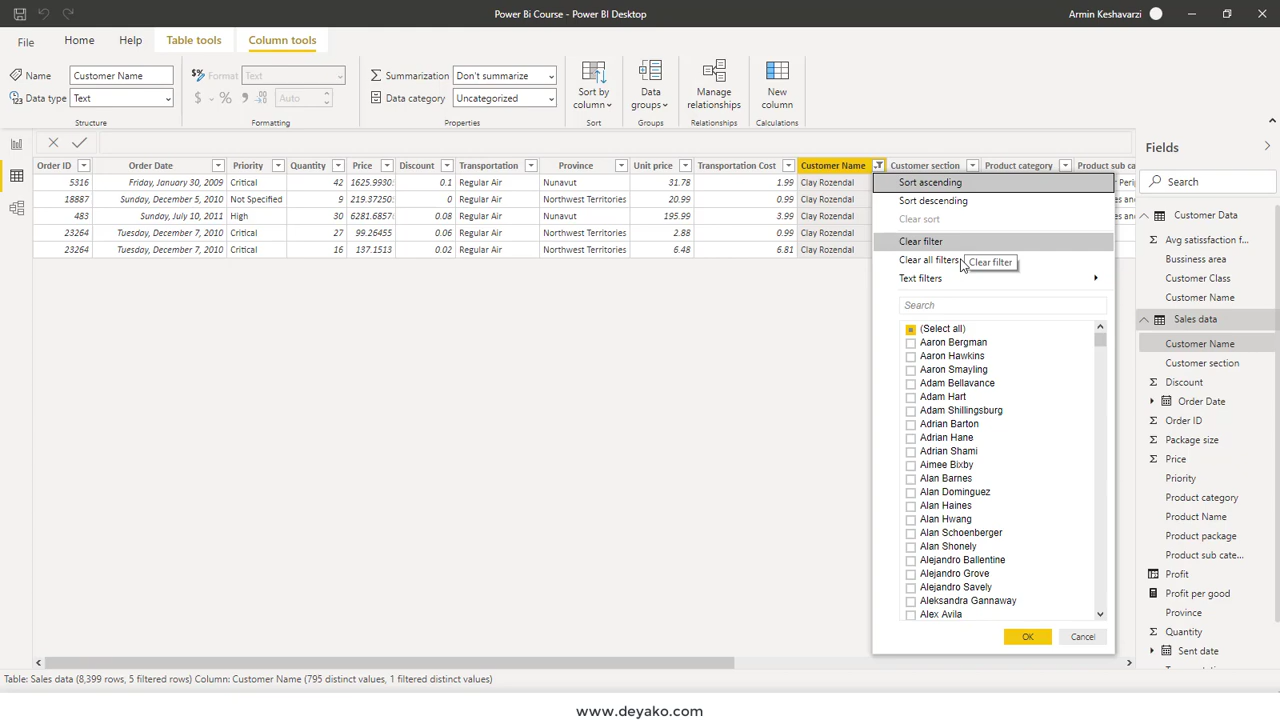 Power Bi Course - Power BI Desktop
Armin Keshavarzi
File
Home
Help
Table tools
Column tools
Name
Customer Name
Data type
Text
Structure
Format
Text
$
%
Auto
Formatting
Summarization
Don't summarize
Data category
Uncategorized
Properties
Sort by
column
Sort
Data
groups
Groups
Manage
relationships
Relationships
New
column
Calculations
Order ID Order Date Priority Quantity Price Discount Transportation Province Unit price Transportation Cost Customer Name Customer section Product category Product sub ca
5316 Friday, January 30, 2009 Critical 42 1625.9930: 0.1 Regular Air Nunavut 31.78 1.99 Clay Rozendal
18887 Sunday, December 5, 2010 Not Specified 9 219.37250( 0 Regular Air Northwest Territories 20.99 0.99 Clay Rozendal
483 Sunday, July 10, 2011 High 30 6281.6857( 0.08 Regular Air Nunavut 195.99 3.99 Clay Rozendal
23264 Tuesday, December 7, 2010 Critical 27 99.26455 0.06 Regular Air Northwest Territories 2.88 0.99 Clay Rozendal
23264 Tuesday, December 7, 2010 Critical 16 137.1513 0.02 Regular Air Northwest Territories 6.48 6.81 Clay Rozendal
Sort ascending
Sort descending
Clear sort
Clear filter
Clear all filters
Clear filter
Text filters
Search
(Select all)
Aaron Bergman
Aaron Hawkins
Aaron Smayling
Adam Bellavance
Adam Hart
Adam Shillingsburg
Adrian Barton
Adrian Hane
Adrian Shami
Aimee Bixby
Alan Barnes
Alan Dominguez
Alan Haines
Alan Hwang
Alan Schoenberger
Alan Shonely
Alejandro Ballentine
Alejandro Grove
Alejandro Savely
Aleksandra Gannaway
Alex Avila
OK
Cancel
Fields
Search
Customer Data
Avg satisfaction f...
Bussiness area
Customer Class
Customer Name
Sales data
Customer Name
Customer section
Discount
Order Date
Order ID
Package size
Price
Priority
Product category
Product Name
Product package
Product sub cate...
Profit
Profit per good
Province
Quantity
Sent date
Table: Sales data (8,399 rows, 5 filtered rows) Column: Customer Name (795 distinct values, 1 filtered distinct values)
www.deyako.com